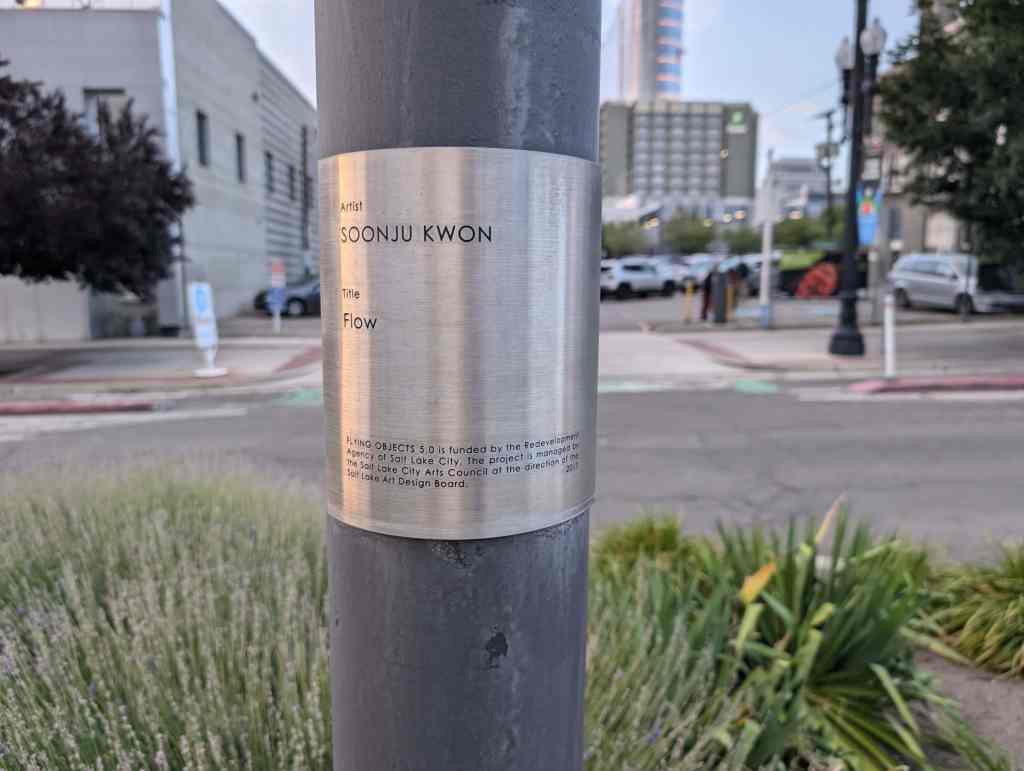 Artist
SOONJU KWON
Title
Flow
FLYING OBJECTS 5.0 is funded by the Redevelopment
Agency of Salt Lake City. The project is managed by
the Salt Lake City Arts Council at the direction of the
Salt Lake Art Design Board.